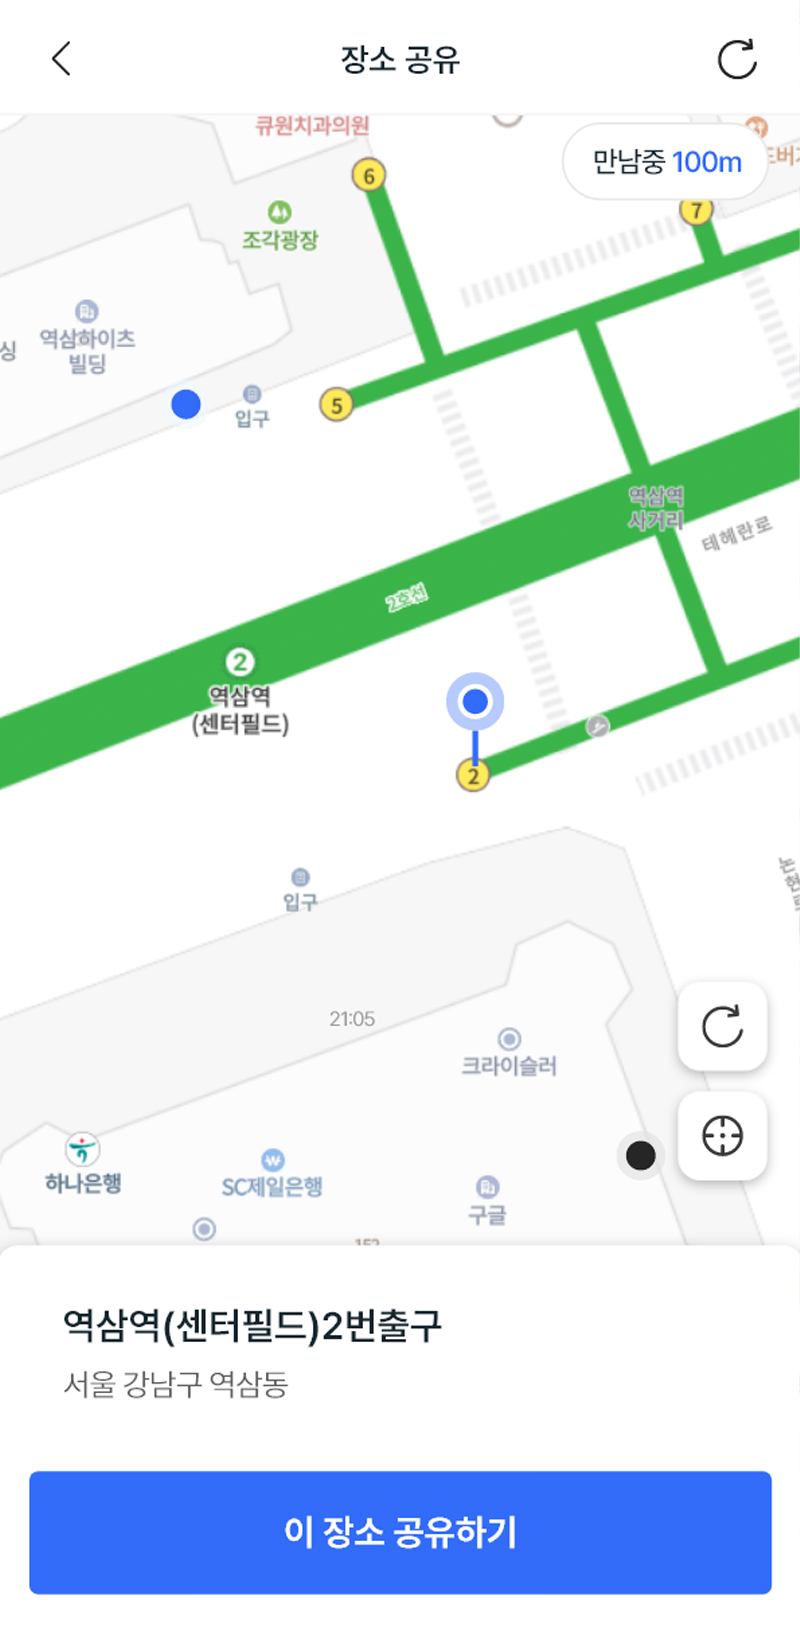 장소 공유
큐원치과의원
만남중 100m
6
7
조각광장
역삼하이츠
빌딩
싱
입구
5
역삼역
사거리
테헤란로
2호선
2
역삼역
(센터필드)
2
입구
21:05
크라이슬러
하나은행
SC제일은행
구글
역삼역(센터필드)2번출구
서울 강남구 역삼동
이 장소 공유하기